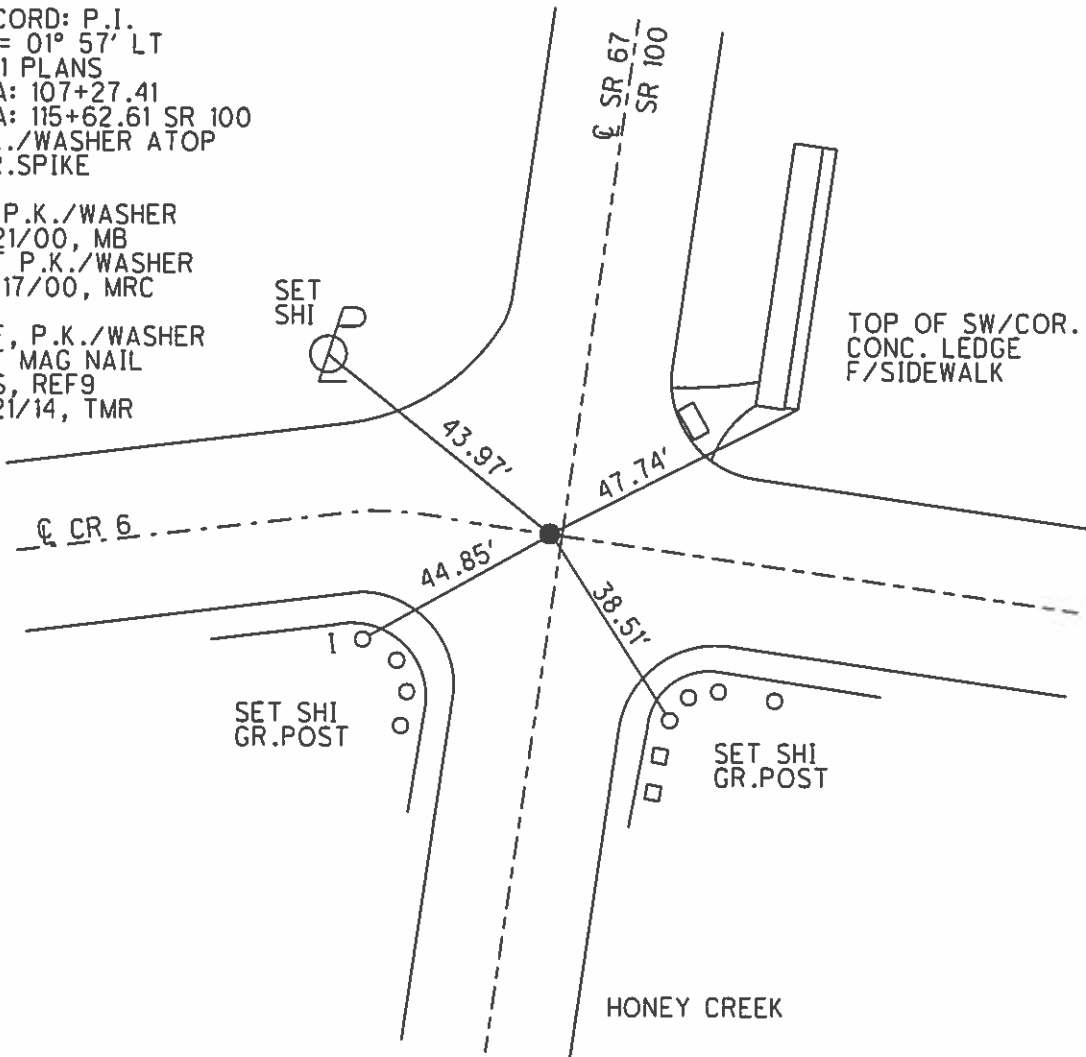 CORD: P.I.
= 01° 57' LT
1 PLANS
A: 107+27.41
A: 115+62.61 SR 100
./WASHER ATOP
.SPIKE
P.K./WASHER
21/00, MB
P.K./WASHER
17/00, MRC
, P.K./WASHER
MAG NAIL
, REF9
21/14, TMR
℄ SR 67
SR 100
SET
SHI
TOP OF SW/COR.
CONC. LEDGE
F/SIDEWALK
43.97'
47.74'
℄ CR 6
44.85'
38.51'
I
SET SHI
GR.POST
SET SHI
GR.POST
HONEY CREEK